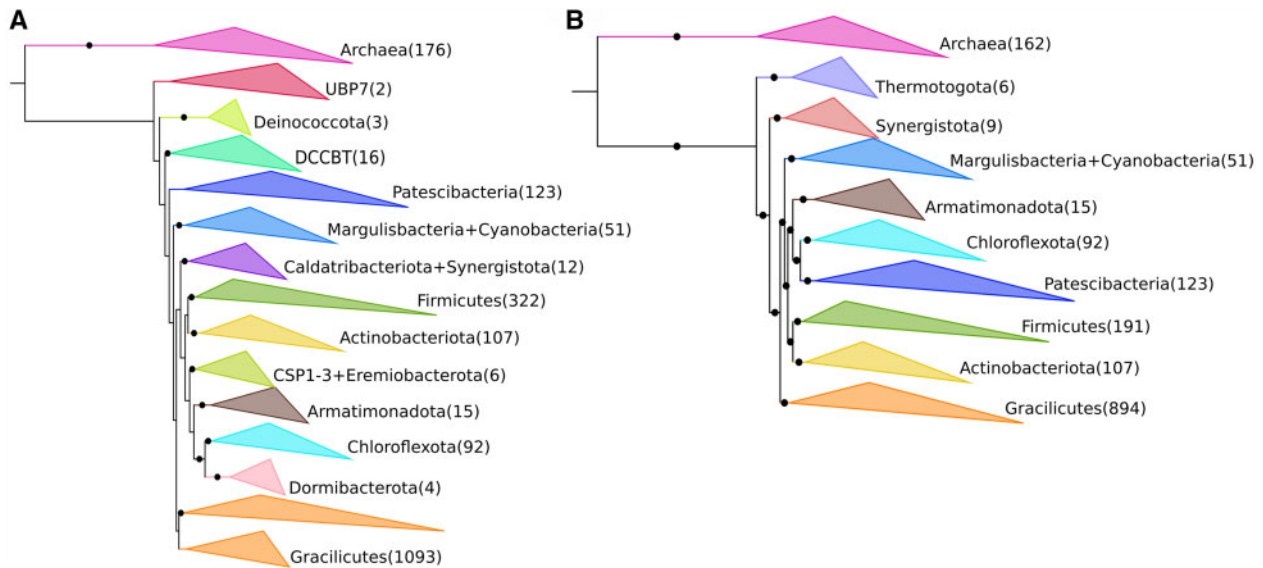 A
Archaea(176)
UBP7(2)
Deinococcota(3)
DCCBT(16)
Patescibacteria(123)
Margulisbacteria+Cyanobacteria(51)
Caldatribacteriota+Synergistota(12)
Firmicutes(322)
Actinobacteriota(107)
CSP1-3+Eremiobacterota(6)
Armatimonadota(15)
Chloroflexota(92)
Dormibacterota(4)
Gracilicutes(1093)
B
Archaea(162)
Thermotogota(6)
Synergistota(9)
Margulisbacteria+Cyanobacteria(51)
Armatimonadota(15)
Chloroflexota(92)
Patescibacteria(123)
Firmicutes(191)
Actinobacteriota(107)
Gracilicutes(894)